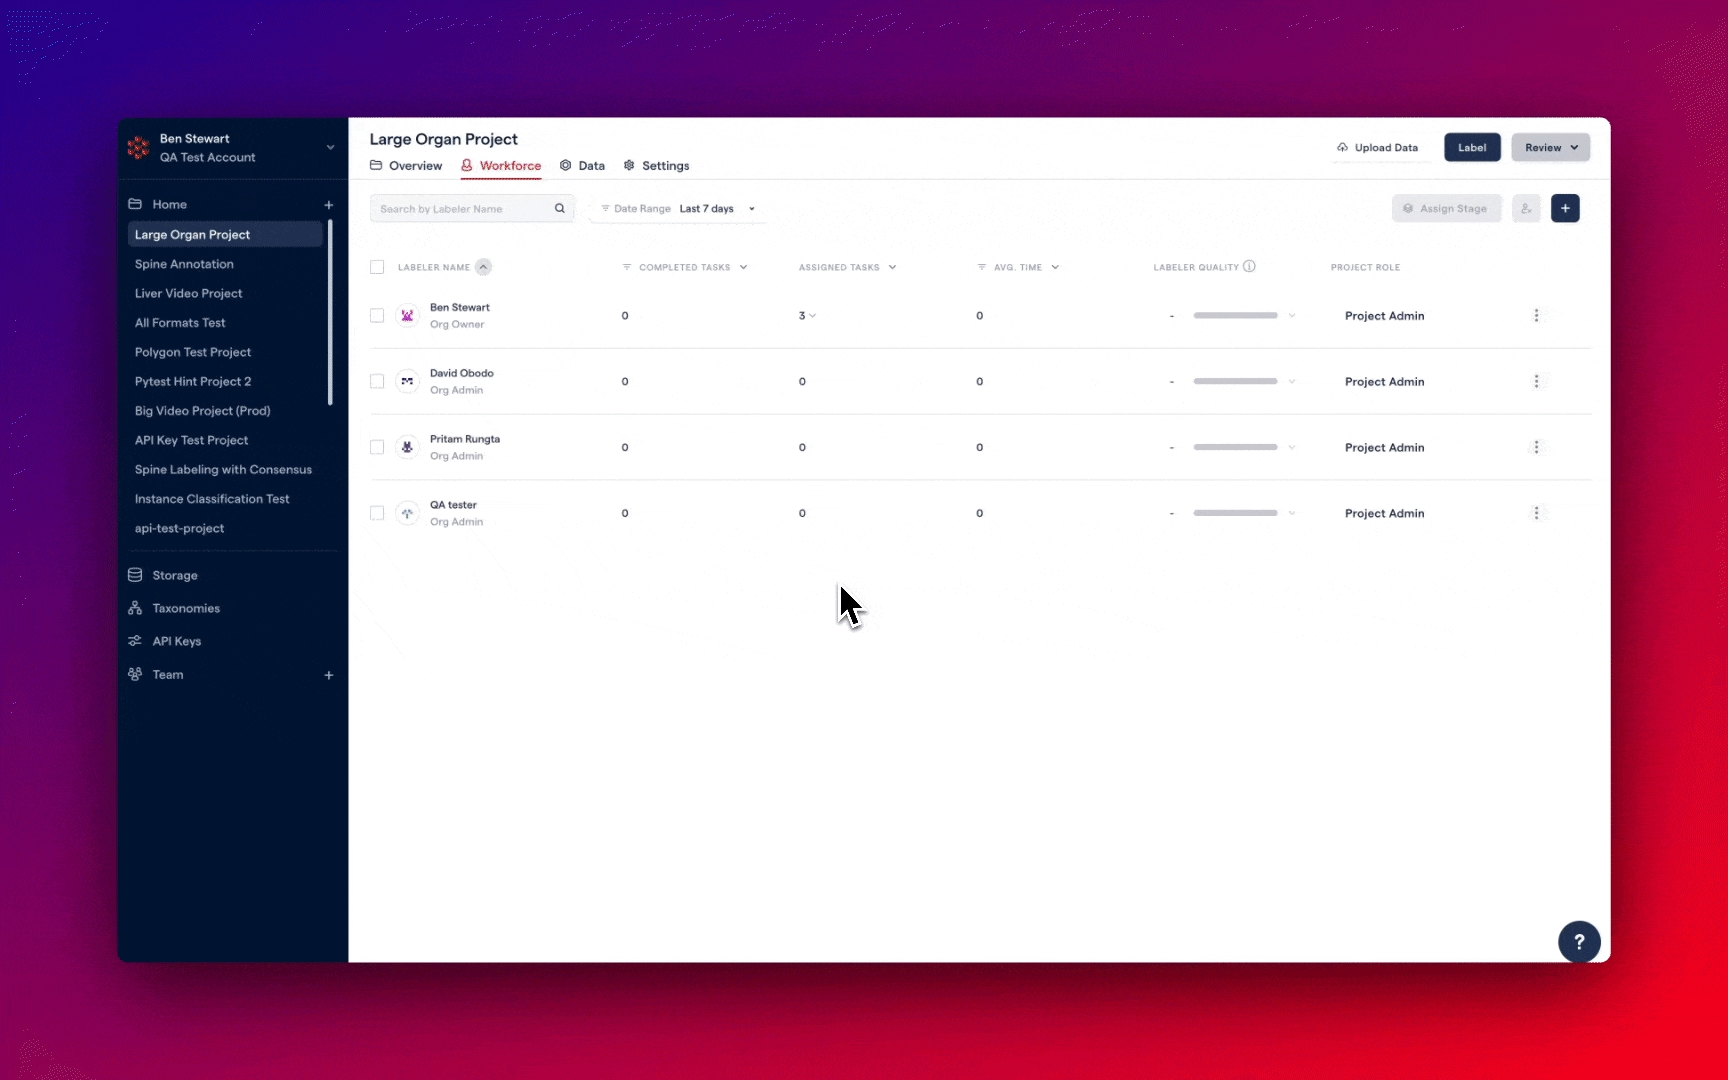 Ben Stewart
QA Test Account
Home
Large Organ Project
Spine Annotation
Liver Video Project
All Formats Test
Polygon Test Project
Pytest Hint Project 2
Big Video Project (Prod)
API Key Test Project
Spine Labeling with Consensus
Instance Classification Test
api-test-project
Storage
Taxonomies
API Keys
Team
Large Organ Project
Overview Workforce Data Settings
Upload Data Label Review
Search by Labeler Name Date Range Last 7 days Assign Stage
LABELER NAME COMPLETED TASKS ASSIGNED TASKS AVG. TIME LABELER QUALITY PROJECT ROLE
Ben Stewart
Org Owner
0 3 0 - Project Admin
David Obodo
Org Admin
0 0 0 - Project Admin
Pritam Rungta
Org Admin
0 0 0 - Project Admin
QA tester
Org Admin
0 0 0 - Project Admin
?